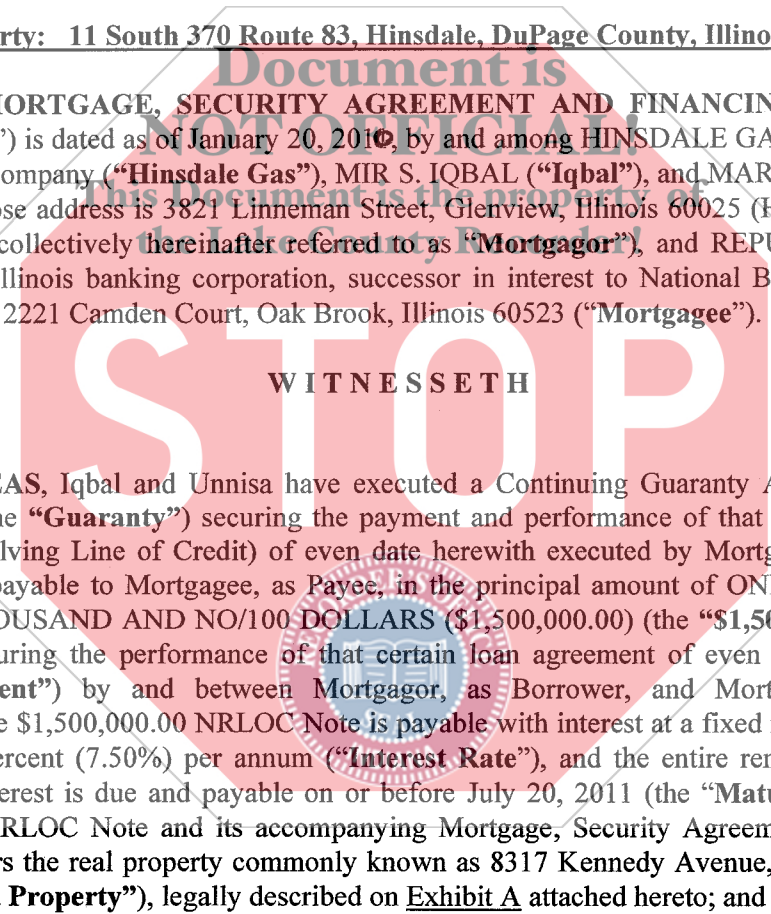 rty: 11 South 370 Route 83, Hinsdale, DuPage County, Illino
Document is
ORTGAGE, SECURITY AGREEMENT AND FINANCIN
NOT OFFICIAL!
”) is dated as of January 20, 2010, by and among HINSDALE GA
ompany (“Hinsdale Gas”), MIR S. IQBAL (“Iqbal”), and MAR
This Document is the property of
ose address is 3821 Linneman Street, Glenview, Illinois 60025 (H
the Lake County Recorder!
collectively hereinafter referred to as “Mortgagor”), and REPU
llinois banking corporation, successor in interest to National B
2221 Camden Court, Oak Brook, Illinois 60523 (“Mortgagee”).
STOP
WITNESSETH
EAS, Iqbal and Unnisa have executed a Continuing Guaranty A
ne “Guaranty”) securing the payment and performance of that
lving Line of Credit) of even date herewith executed by Mortg
payable to Mortgagee, as Payee, in the principal amount of ON
OUSAND AND NO/100 DOLLARS ($1,500,000.00) (the “$1,50
uring the performance of that certain loan agreement of even
ent”) by and between Mortgagor, as Borrower, and Mort
e $1,500,000.00 NRLOC Note is payable with interest at a fixed r
ercent (7.50%) per annum (“Interest Rate”), and the entire ren
erest is due and payable on or before July 20, 2011 (the “Matu
RLOC Note and its accompanying Mortgage, Security Agreem
rs the real property commonly known as 8317 Kennedy Avenue,
Property”), legally described on Exhibit A attached hereto; and